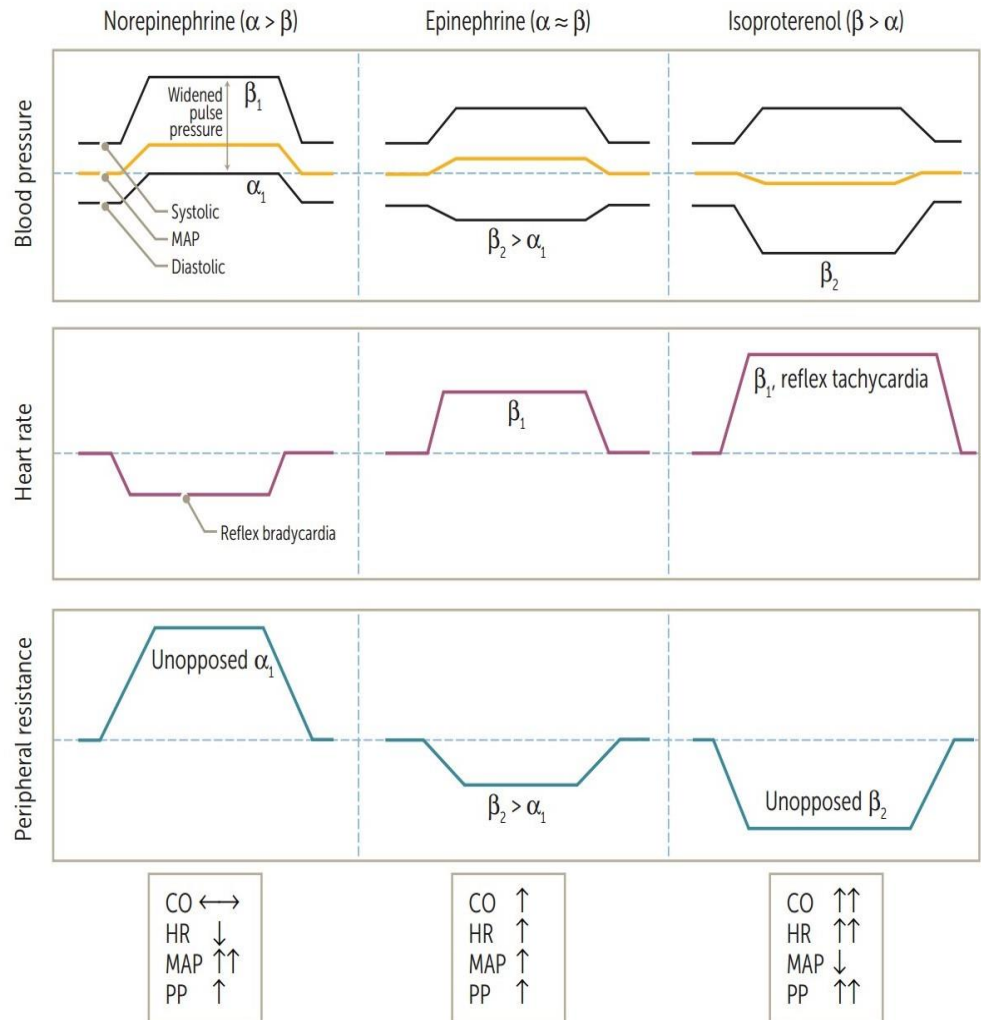 Norepinephrine (α > β)
Epinephrine (α ≈ β)
Isoproterenol (β > α)
Blood pressure
Widened
pulse
pressure
β₁
α₁
Systolic
MAP
Diastolic
β₂ > α₁
β₂
Heart rate
Reflex bradycardia
β₁
β₁, reflex tachycardia
Peripheral resistance
Unopposed α₁
β₂ > α₁
Unopposed β₂
CO ←→
HR ↓
MAP ↑↑
PP ↑
CO ↑
HR ↑
MAP ↑
PP ↑
CO ↑↑
HR ↑↑
MAP ↓
PP ↑↑